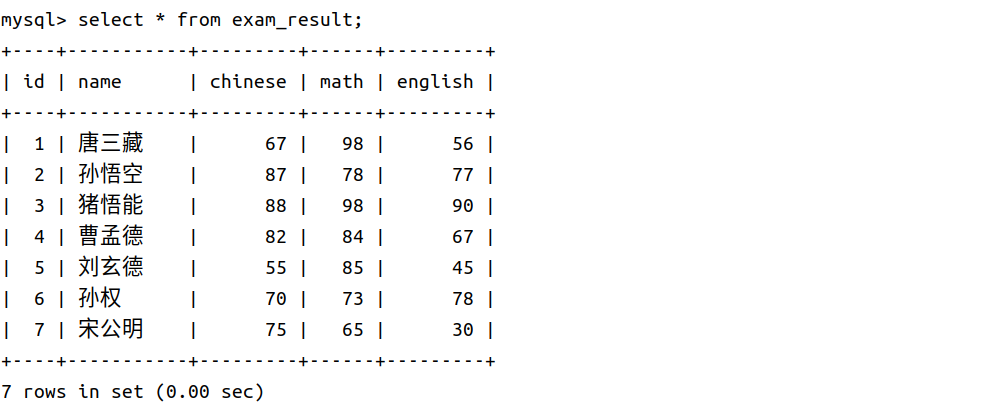 mysql> select * from exam_result;
+----+-----------+---------+------+---------+
| id | name      | chinese | math | english |
+----+-----------+---------+------+---------+
|  1 | 唐三藏    |      67 |   98 |      56 |
|  2 | 孙悟空    |      87 |   78 |      77 |
|  3 | 猪悟能    |      88 |   98 |      90 |
|  4 | 曹孟德    |      82 |   84 |      67 |
|  5 | 刘玄德    |      55 |   85 |      45 |
|  6 | 孙权      |      70 |   73 |      78 |
|  7 | 宋公明    |      75 |   65 |      30 |
+----+-----------+---------+------+---------+
7 rows in set (0.00 sec)